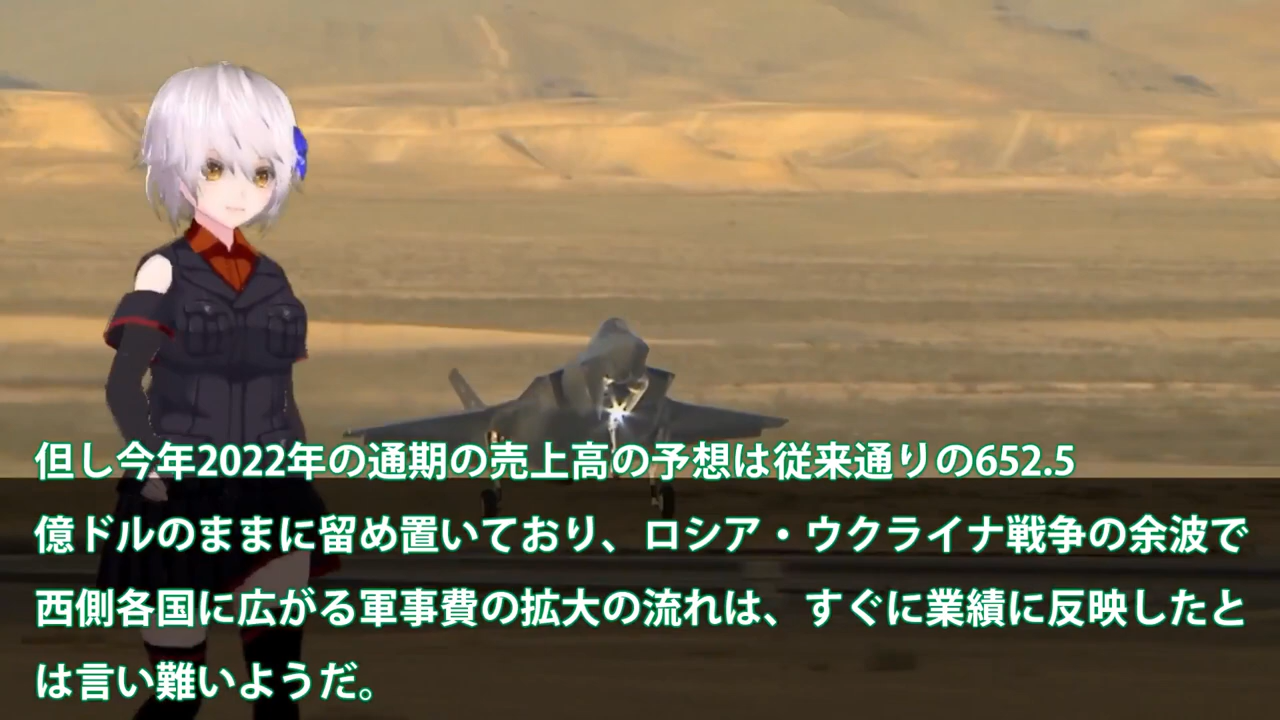 但し今年2022年の通期の売上高の予想は従来通りの652.5
億ドルのままに留め置いており、ロシア・ウクライナ戦争の余波で
西側各国に広がる軍事費の拡大の流れは、すぐに業績に反映したと
は言い難いようだ。